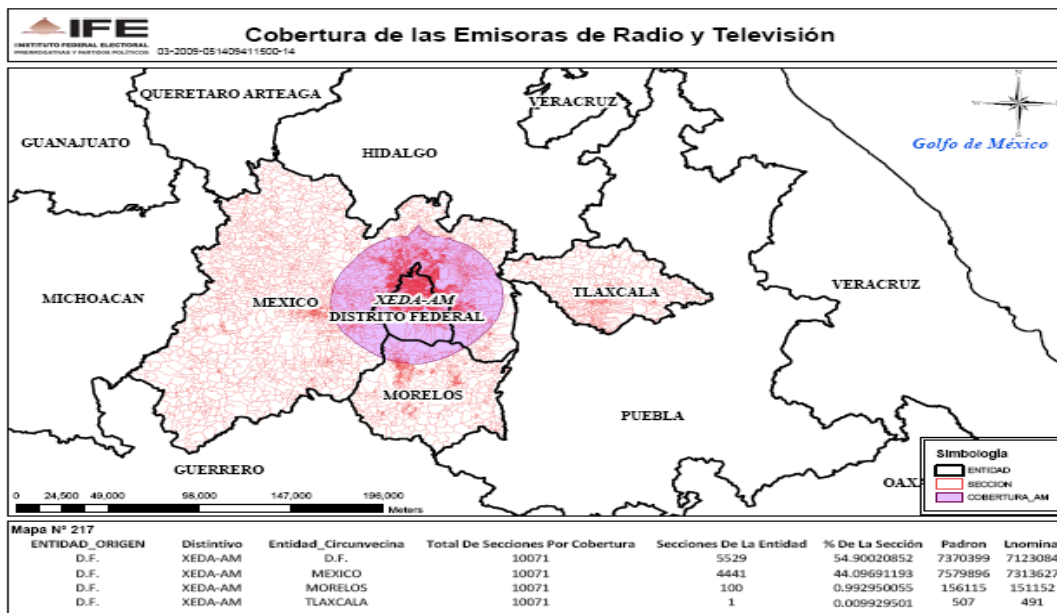 IFE
INSTITUTO FEDERAL ELECTORAL
PRERROGATIVAS Y PARTIDOS POLÍTICOS
03-2009-051409411500-14
Cobertura de las Emisoras de Radio y Televisión
QUERETARO ARTEAGA
VERACRUZ
N
W
S
GUANAJUATO
HIDALGO
Golfo de México
MICHOACAN
MEXICO
XEDA-AM
DISTRITO FEDERAL
TLAXCALA
VERACRUZ
MORELOS
PUEBLA
GUERRERO
OAXA
Simbologia
ENTIDAD
SECCION
COBERTURA_AM
0 24,500 49,000 98,000 147,000 196,000
Meters
Mapa N° 217
ENTIDAD_ORIGEN Distintivo Entidad_Circunvecina Total De Secciones Por Cobertura Secciones De La Entidad % De La Sección Padron Lnominal
D.F. XEDA-AM D.F. 10071 5529 54.90020852 7370399 7123084
D.F. XEDA-AM MEXICO 10071 4441 44.09691193 7579896 7313627
D.F. XEDA-AM MORELOS 10071 100 0.992950055 156115 151152
D.F. XEDA-AM TLAXCALA 10071 1 0.009929501 507 491